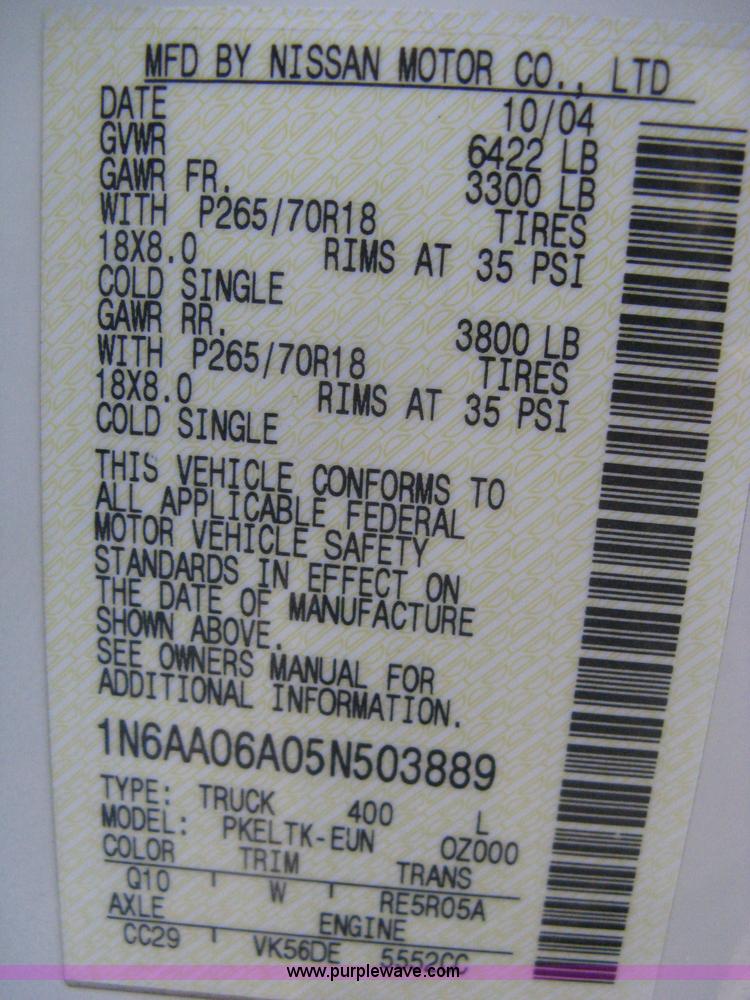 MFD BY NISSAN MOTOR CO., LTD
DATE 10/04
GVWR 6422 LB
GAWR FR. 3300 LB
WITH P265/70R18 TIRES
18X8.0 RIMS AT 35 PSI
COLD SINGLE
GAWR RR. 3800 LB
WITH P265/70R18 TIRES
18X8.0 RIMS AT 35 PSI
COLD SINGLE
THIS VEHICLE CONFORMS TO
ALL APPLICABLE FEDERAL
MOTOR VEHICLE SAFETY
STANDARDS IN EFFECT ON
THE DATE OF MANUFACTURE
SHOWN ABOVE.
SEE OWNERS MANUAL FOR
ADDITIONAL INFORMATION.
1N6AA06A05N503889
TYPE: TRUCK 400 L
MODEL: PKELTK-EUN OZ000
COLOR TRIM TRANS
Q10 W RE5R05A
AXLE ENGINE
CC29 VK56DE 5552CC
www.purplewave.com